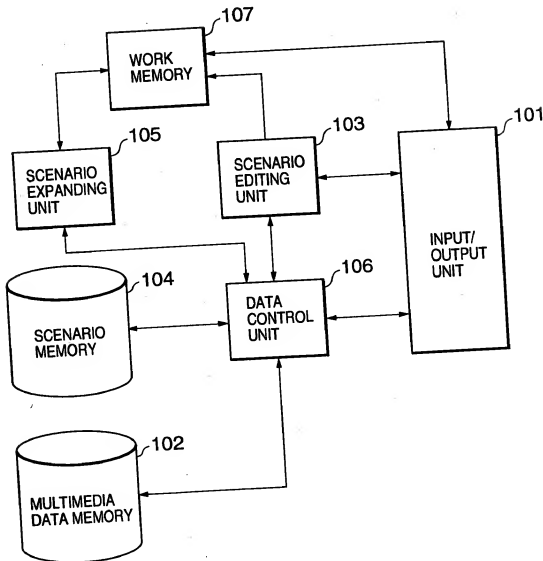 107
WORK
MEMORY
105
SCENARIO
EXPANDING
UNIT
103
SCENARIO
EDITING
UNIT
101
INPUT/
OUTPUT
UNIT
104
SCENARIO
MEMORY
106
DATA
CONTROL
UNIT
102
MULTIMEDIA
DATA MEMORY